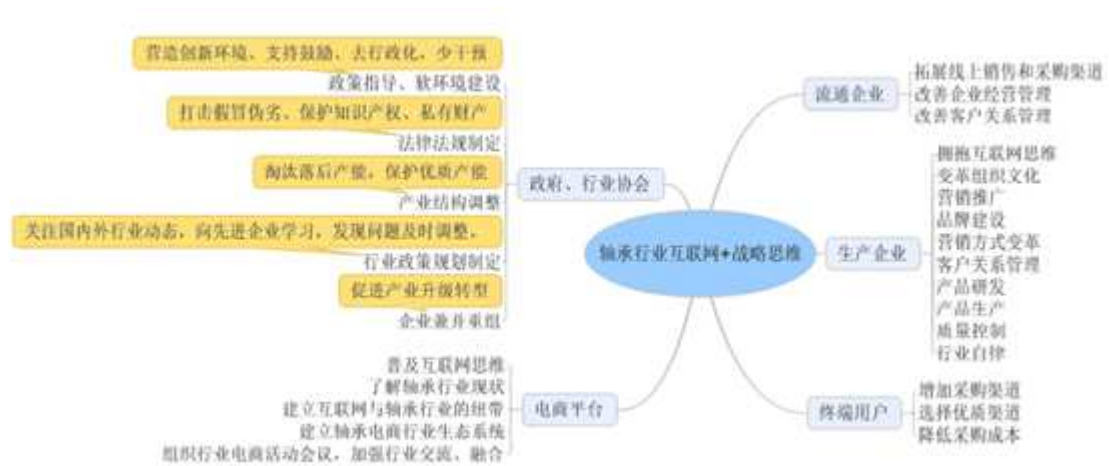 营造创新环境、支持鼓励、去行政化、少干预
政策指导、软环境建设
打击假冒伪劣、保护知识产权、私有财产
法律法规制定
淘汰落后产能，保护优质产能
产业结构调整
关注国内外行业动态，向先进企业学习，发现问题及时调整。
行业政策规划制定
促进产业升级转型
企业兼并重组
政府、行业协会
普及互联网思维
了解轴承行业现状
建立互联网与轴承行业的纽带
建立轴承电商行业生态系统
组织行业电商活动会议，加强行业交流、融合
电商平台
轴承行业互联网+战略思维
流通企业
拓展线上销售和采购渠道
改善企业经营管理
改善客户关系管理
生产企业
拥抱互联网思维
变革组织文化
营销推广
品牌建设
营销方式变革
客户关系管理
产品研发
产品生产
质量控制
行业自律
终端用户
增加采购渠道
选择优质渠道
降低采购成本